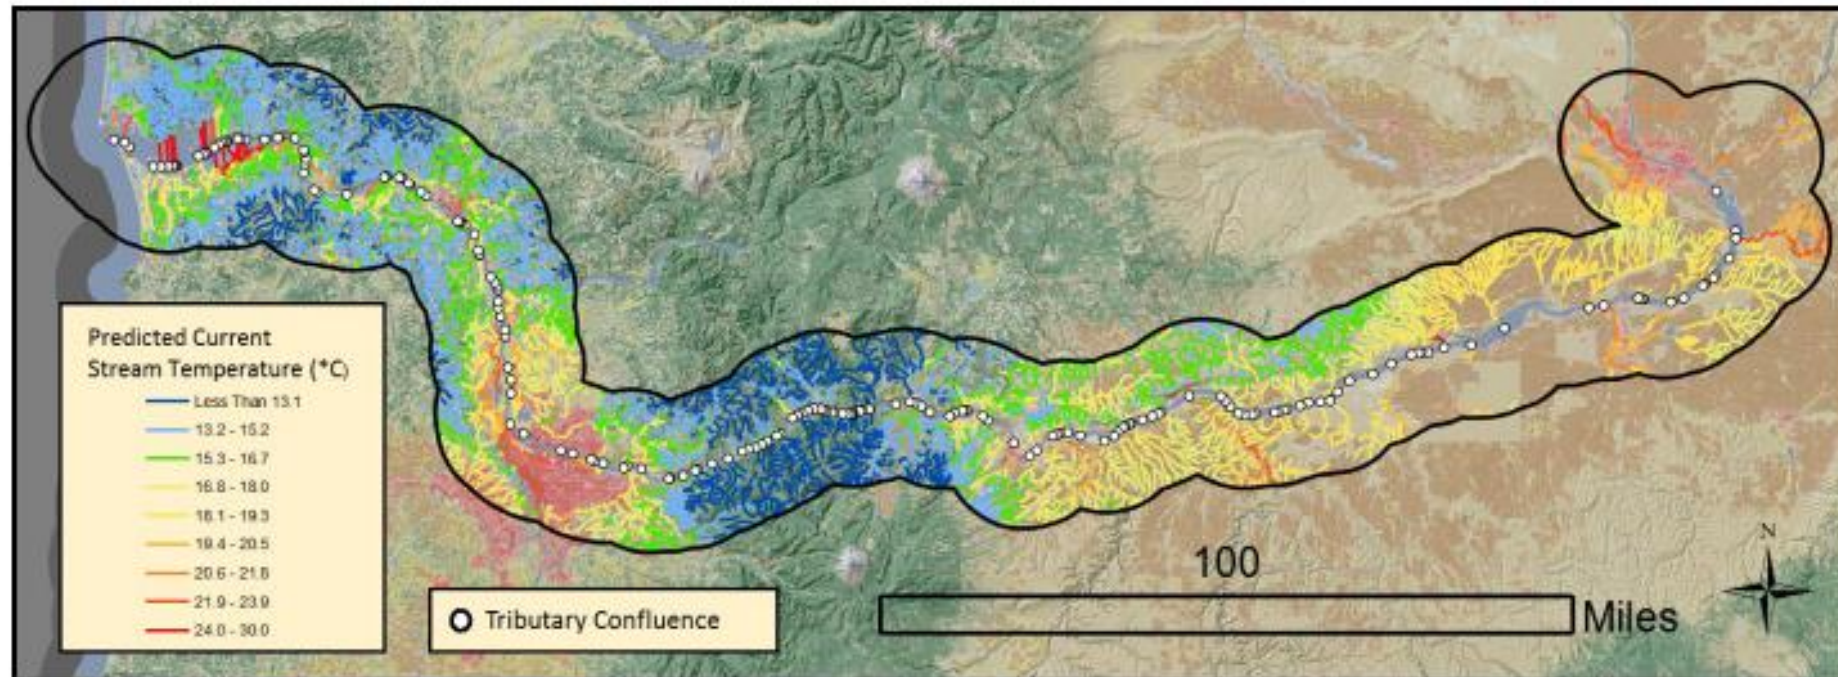 Predicted Current
Stream Temperature (*C)
Less Than 13.1
13.2 - 15.2
15.3 - 16.7
16.8 - 18.0
18.1 - 19.3
19.4 - 20.5
20.6 - 21.8
21.9 - 23.9
24.0 - 30.0
Tributary Confluence
100
Miles
N